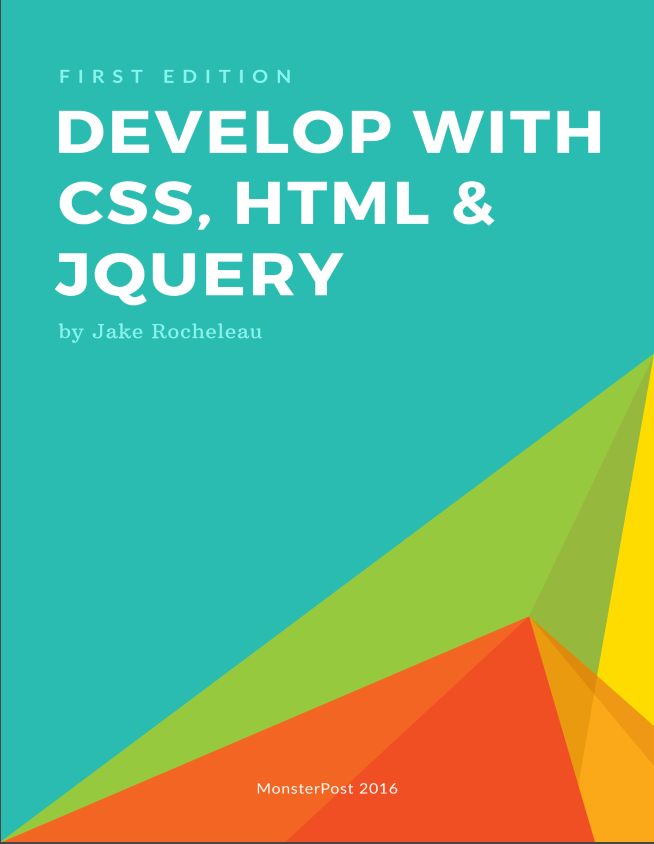 FIRST EDITION
DEVELOP WITH
CSS, HTML &
JQUERY
by Jake Rocheleau
MonsterPost 2016